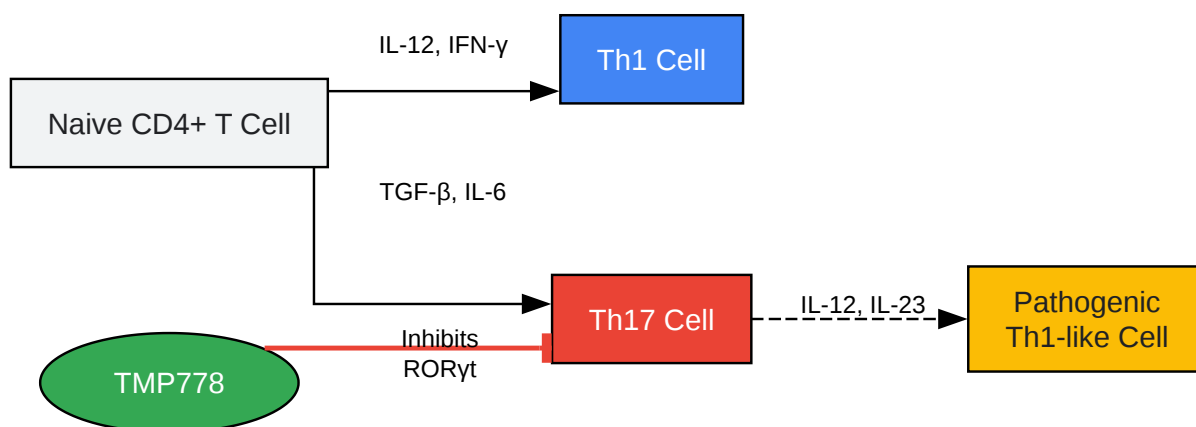 IL-12, IFN-γ
Th1 Cell
Naive CD4+ T Cell
TGF-β, IL-6
Th17 Cell
IL-12, IL-23
Pathogenic
Th1-like Cell
Inhibits
RORγt
TMP778